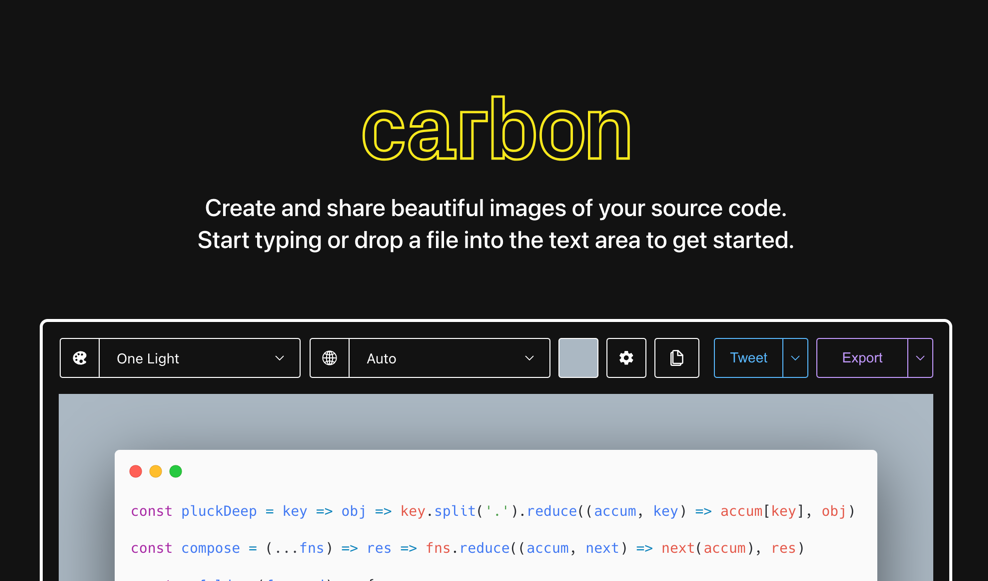 carbon
Create and share beautiful images of your source code.
Start typing or drop a file into the text area to get started.
One Light
Auto
Tweet
Export
const pluckDeep = key => obj => key.split('.').reduce((accum, key) => accum[key], obj)
const compose = (...fns) => res => fns.reduce((accum, next) => next(accum), res)